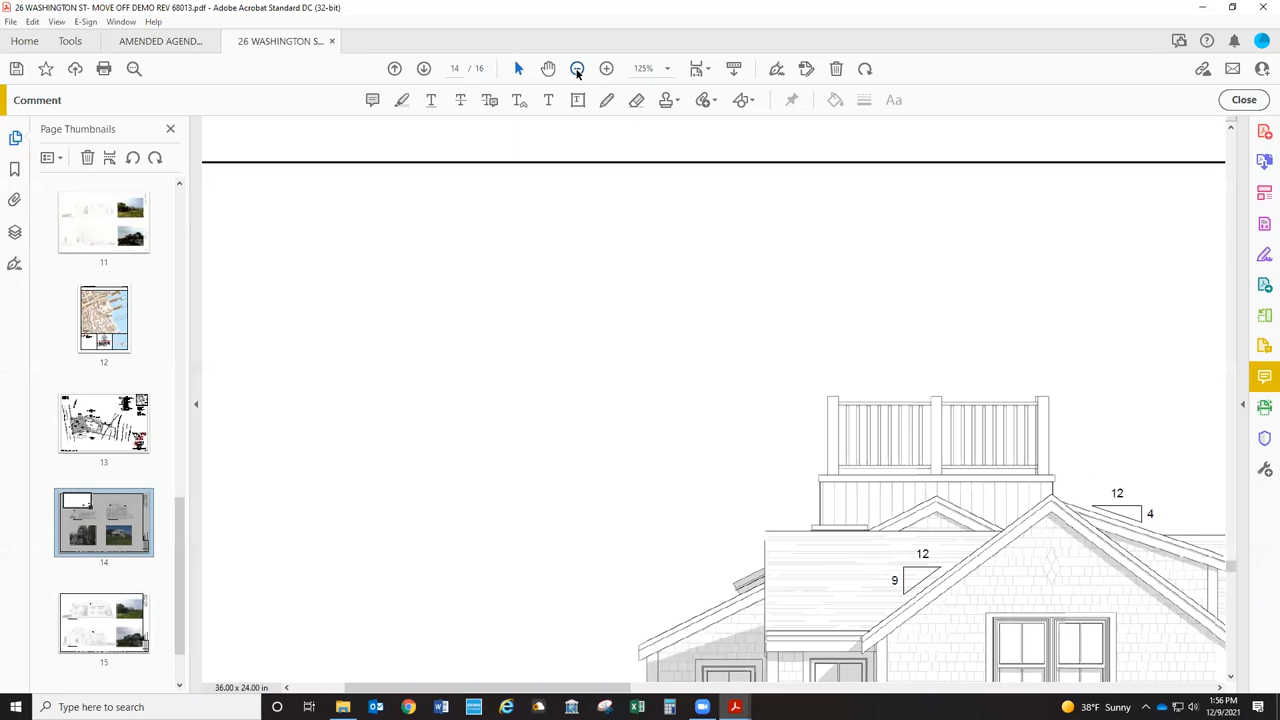 26 WASHINGTON ST- MOVE OFF DEMO REV 68013.pdf - Adobe Acrobat Standard DC (32-bit)
File Edit View E-Sign Window Help
Home Tools AMENDED AGEND... 26 WASHINGTON S...
14 / 16 125%
Comment Aa Close
Page Thumbnails
11
12
13
14
15
12
4
12
9
36.00 x 24.00 in
Type here to search
38°F Sunny
1:56 PM
12/9/2021